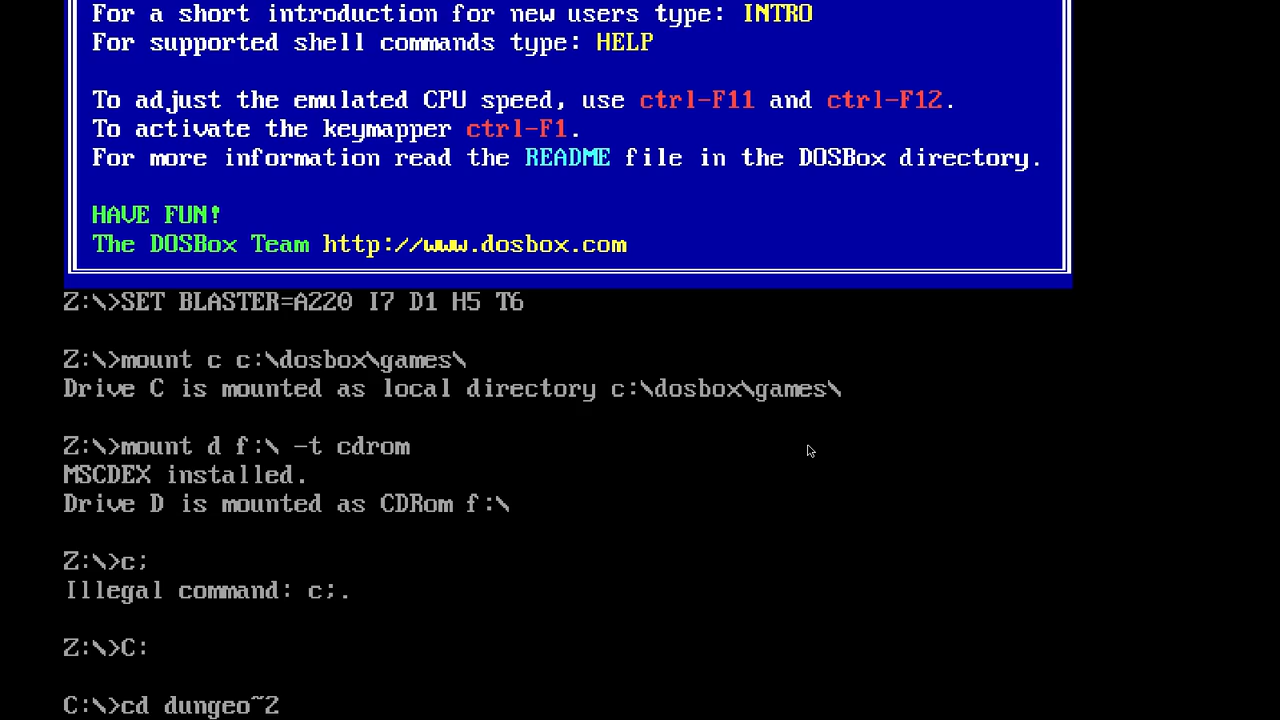 For a short introduction for new users type: INTRO
For supported shell commands type: HELP
To adjust the emulated CPU speed, use ctrl-F11 and ctrl-F12.
To activate the keymapper ctrl-F1.
For more information read the README file in the DOSBox directory.
HAVE FUN!
The DOSBox Team http://www.dosbox.com
Z:\>SET BLASTER=A220 I7 D1 H5 T6
Z:\>mount c c:\dosbox\games\
Drive C is mounted as local directory c:\dosbox\games\
Z:\>mount d f:\ -t cdrom
MSCDEX installed.
Drive D is mounted as CDRom f:\
Z:\>c;
Illegal command: c;.
Z:\>C:
C:\>cd dungeo~2